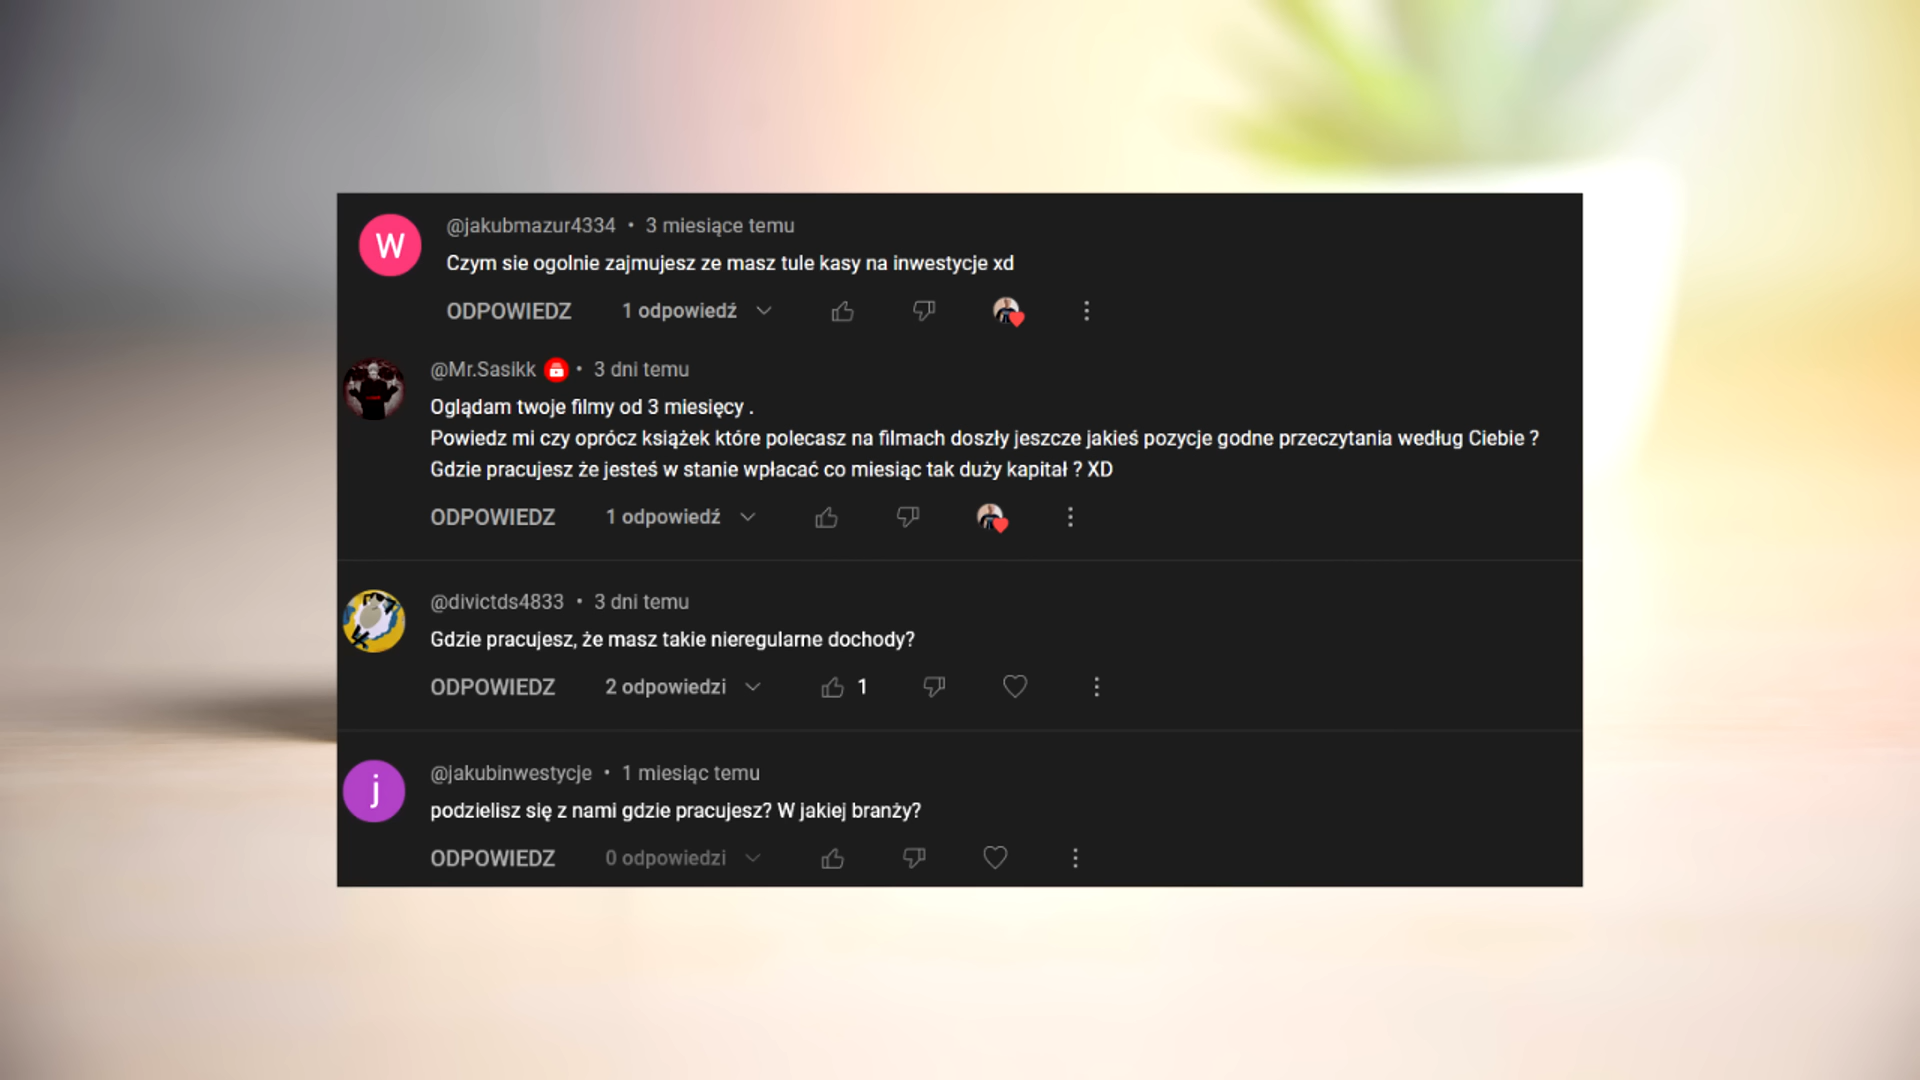 W
@jakubmazur4334 • 3 miesiące temu
Czym sie ogolnie zajmujesz ze masz tule kasy na inwestycje xd
ODPOWIEDZ 1 odpowiedź
@Mr.Sasikk • 3 dni temu
Oglądam twoje filmy od 3 miesięcy .
Powiedz mi czy oprócz książek które polecasz na filmach doszły jeszcze jakieś pozycje godne przeczytania według Ciebie ?
Gdzie pracujesz że jesteś w stanie wpłacać co miesiąc tak duży kapitał ? XD
ODPOWIEDZ 1 odpowiedź
@divictds4833 • 3 dni temu
Gdzie pracujesz, że masz takie nieregularne dochody?
ODPOWIEDZ 2 odpowiedzi 1
j
@jakubinwestycje • 1 miesiąc temu
podzielisz się z nami gdzie pracujesz? W jakiej branży?
ODPOWIEDZ 0 odpowiedzi